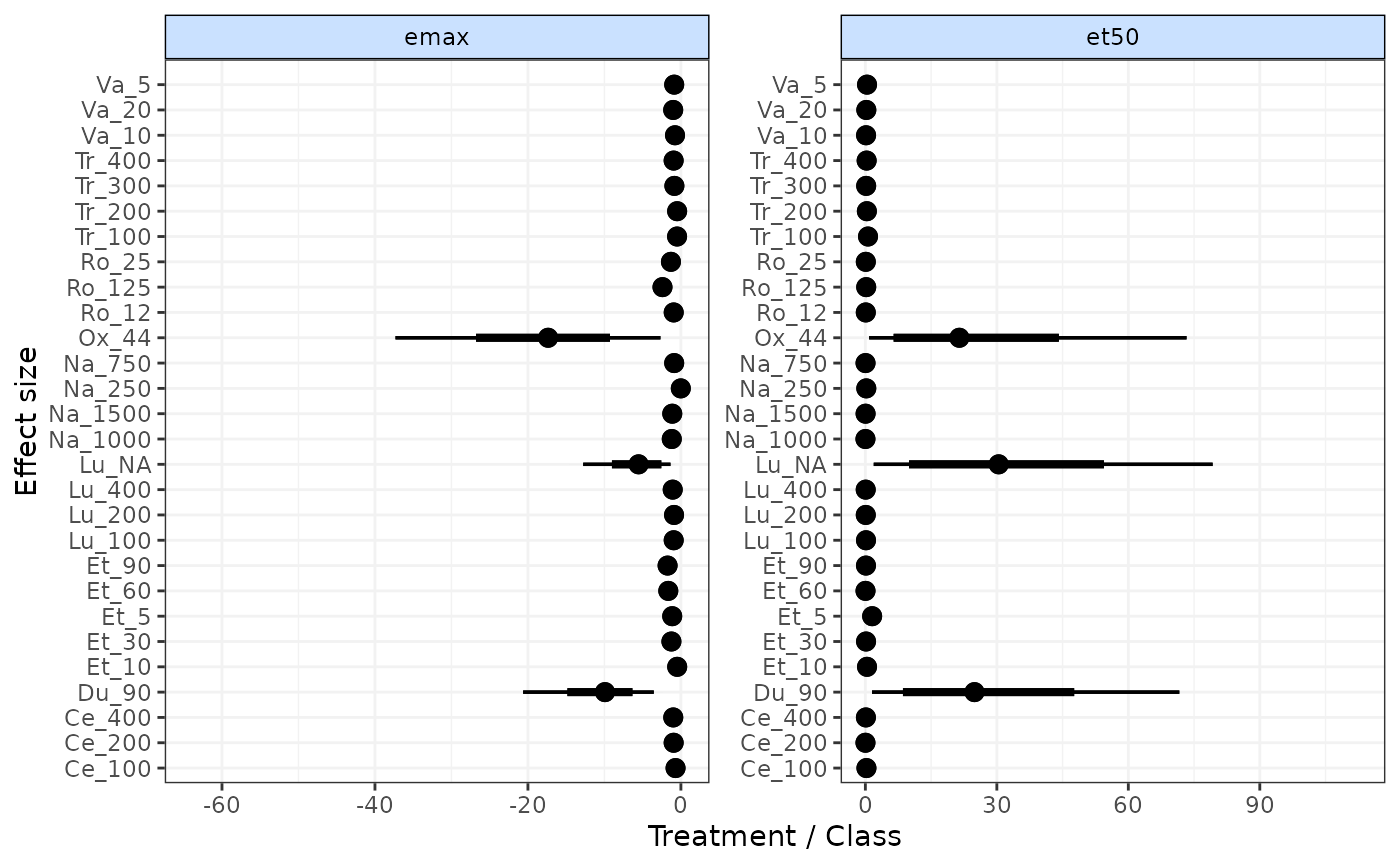 emax
et50
Effect size
Va_5
Va_20
Va_10
Tr_400
Tr_300
Tr_200
Tr_100
Ro_25
Ro_125
Ro_12
Ox_44
Na_750
Na_250
Na_1500
Na_1000
Lu_NA
Lu_400
Lu_200
Lu_100
Et_90
Et_60
Et_5
Et_30
Et_10
Du_90
Ce_400
Ce_200
Ce_100
Va_5
Va_20
Va_10
Tr_400
Tr_300
Tr_200
Tr_100
Ro_25
Ro_125
Ro_12
Ox_44
Na_750
Na_250
Na_1500
Na_1000
Lu_NA
Lu_400
Lu_200
Lu_100
Et_90
Et_60
Et_5
Et_30
Et_10
Du_90
Ce_400
Ce_200
Ce_100
-60 -40 -20 0
0 30 60 90
Treatment / Class